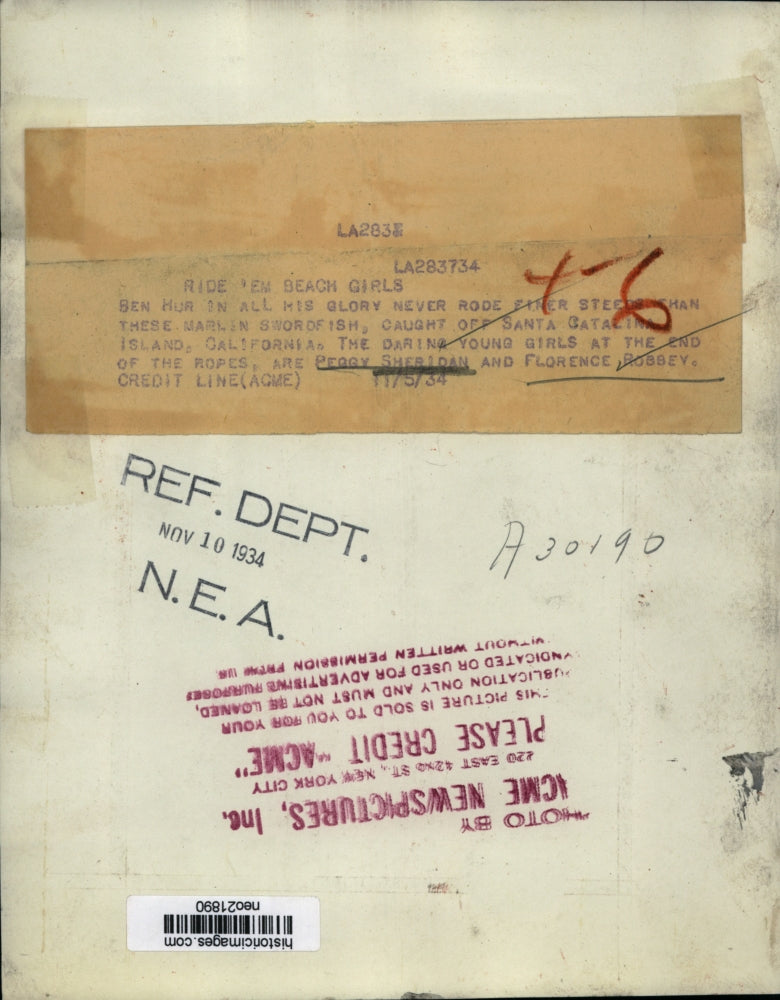 LA283
LA283734
RIDE 'EM BEACH GIRLS
BEN HUR IN ALL HIS GLORY NEVER RODE FINER STEEDS THAN
THESE MARLIN SWORDFISH, CAUGHT OFF SANTA CATALINA
ISLAND, CALIFORNIA. THE DARING YOUNG GIRLS AT THE END
OF THE ROPES, ARE PEGGY SHERIDAN AND FLORENCE ROBBEY.
CREDIT LINE(ACME) 11/5/34
REF. DEPT.
NOV 10 1934
N.E.A.
A30190
PHOTO BY
ACME NEWSPICTURES, Inc.
220 EAST 42ND ST., NEW YORK CITY
PLEASE CREDIT "ACME"
THIS PICTURE IS SOLD TO YOU FOR YOUR
PUBLICATION ONLY AND MUST NOT BE LOANED,
SYNDICATED OR USED FOR ADVERTISING PURPOSES
WITHOUT WRITTEN PERMISSION FROM US
historicimages.com
neo21890